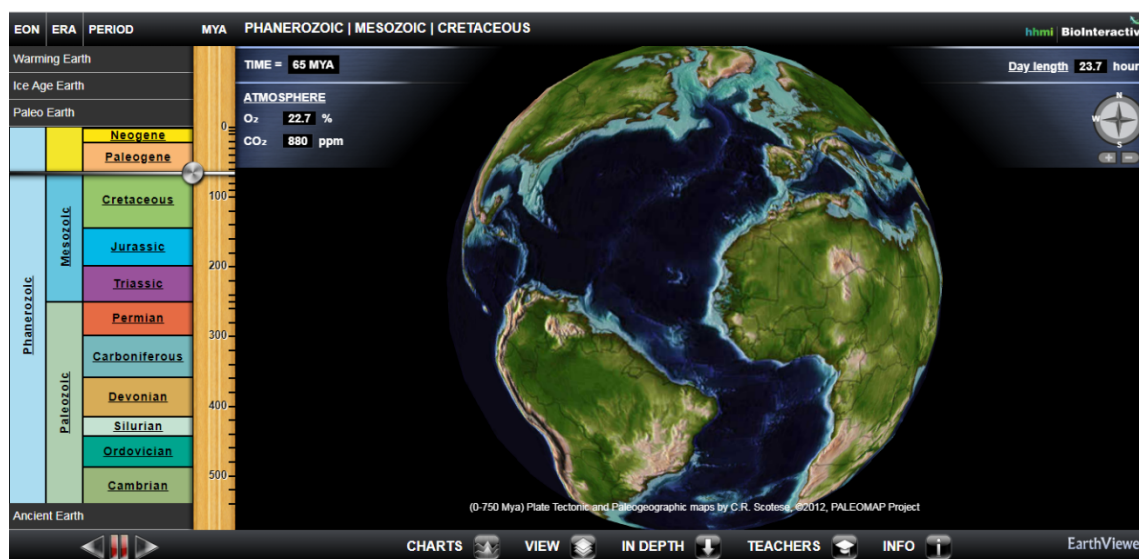 EON ERA PERIOD MYA PHANEROZOIC | MESOZOIC | CRETACEOUS
hhmi BioInteractiv
Warming Earth
Ice Age Earth
Paleo Earth
TIME = 65 MYA
Day length 23.7 hour
ATMOSPHERE
O₂ 22.7 %
CO₂ 880 ppm
N
W
S
Neogene
Paleogene
Cretaceous
Jurassic
Triassic
Permian
Carboniferous
Devonian
Silurian
Ordovician
Cambrian
Phanerozoic
Mesozoic
Paleozoic
0
100
200
300
400
500
Ancient Earth
(0-750 Mya) Plate Tectonic and Paleogeographic maps by C.R. Scotese, ©2012, PALEOMAP Project
CHARTS VIEW IN DEPTH TEACHERS INFO i EarthViewe